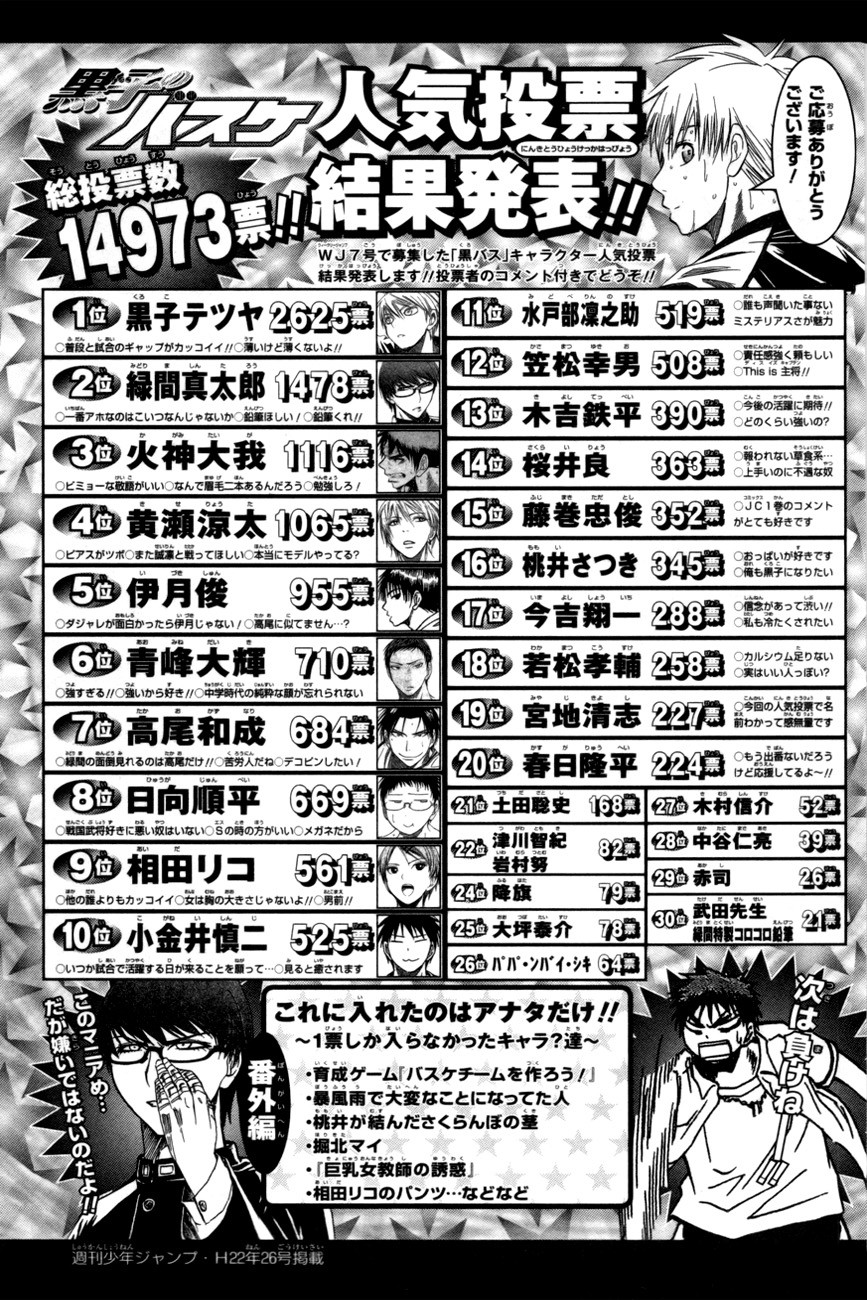 黒子のバスケ
人気投票
にんきとうひょうけっかはっぴょう
結果発表!!
総投票数
14973票!!
ご応募ありがとう
ございます!
WJ7号で募集した「黒バス」キャラクター人気投票
結果発表します!!投票者のコメント付きでどうぞ!!
1位 黒子テツヤ 2625票
○普段と試合のギャップがカッコイイ!!○薄いけど薄くないよ!!
2位 緑間真太郎 1478票
○一番アホなのはこいつなんじゃないか○鉛筆ほしい!○鉛筆くれ!!
3位 火神大我 1116票
○ビミョーな敬語がいい○なんで眉毛二本あるんだろう○勉強しろ!
4位 黄瀬涼太 1065票
○ピアスがツボ○また誠凛と戦ってほしい○本当にモデルやってる?
5位 伊月俊 955票
○ダジャレが面白かったら伊月じゃない!○高尾に似てません…?
6位 青峰大輝 710票
○強すぎる!!○強いから好き!!○中学時代の純粋な顔が忘れられない
7位 高尾和成 684票
○緑間の面倒見れるのは高尾だけ!!○苦労人だね○デコピンしたい!
8位 日向順平 669票
○戦国武将好きに悪い奴はいない○Sの時の方がいい○メガネだから
9位 相田リコ 561票
○他の誰よりもカッコイイ○女は胸の大きさじゃないよ!!○男前!!
10位 小金井慎二 525票
○いつか試合で活躍する日が来ることを願って…○見ると癒されます
11位 水戸部凛之助 519票
○誰も声聞いた事ない
ミステリアスさが魅力
12位 笠松幸男 508票
○責任感強く頼もしい
○This is 主将!!
13位 木吉鉄平 390票
○今後の活躍に期待!!
○どのくらい強いの?
14位 桜井良 363票
○報われない草食系…
○上手いのに不遜な奴
15位 藤巻忠俊 352票
○JC1巻のコメント
がとても好きです
16位 桃井さつき 345票
○おっぱいが好きです
○俺も黒子になりたい
17位 今吉翔一 288票
○信念があって渋い!!
○私も冷たくされたい
18位 若松孝輔 258票
○カルシウム足りない
○実はいい人っぽい?
19位 宮地清志 227票
○今回の人気投票で名
前わかって感無量です
20位 春日隆平 224票
○もう出番ないだろう
けど応援してるよ〜!!
21位 土田聡史 168票
22位 津川智紀
岩村努 82票
24位 降旗 79票
25位 大坪泰介 78票
26位 パパ・ンバイ・シキ 64票
27位 木村信介 52票
28位 中谷仁亮 39票
29位 赤司 26票
30位 武田先生
緑間特製コロコロ鉛筆 21票
このマニアめ…
だが嫌いではないのだよ!!
番外編
これに入れたのはアナタだけ!!
〜1票しか入らなかったキャラ?達〜
・育成ゲーム『バスケチームを作ろう!』
・暴風雨で大変なことになってた人
・桃井が結んださくらんぼの茎
・堀北マイ
・『巨乳女教師の誘惑』
・相田リコのパンツ…などなど
次は負けねー
週刊少年ジャンプ・H22年26号掲載